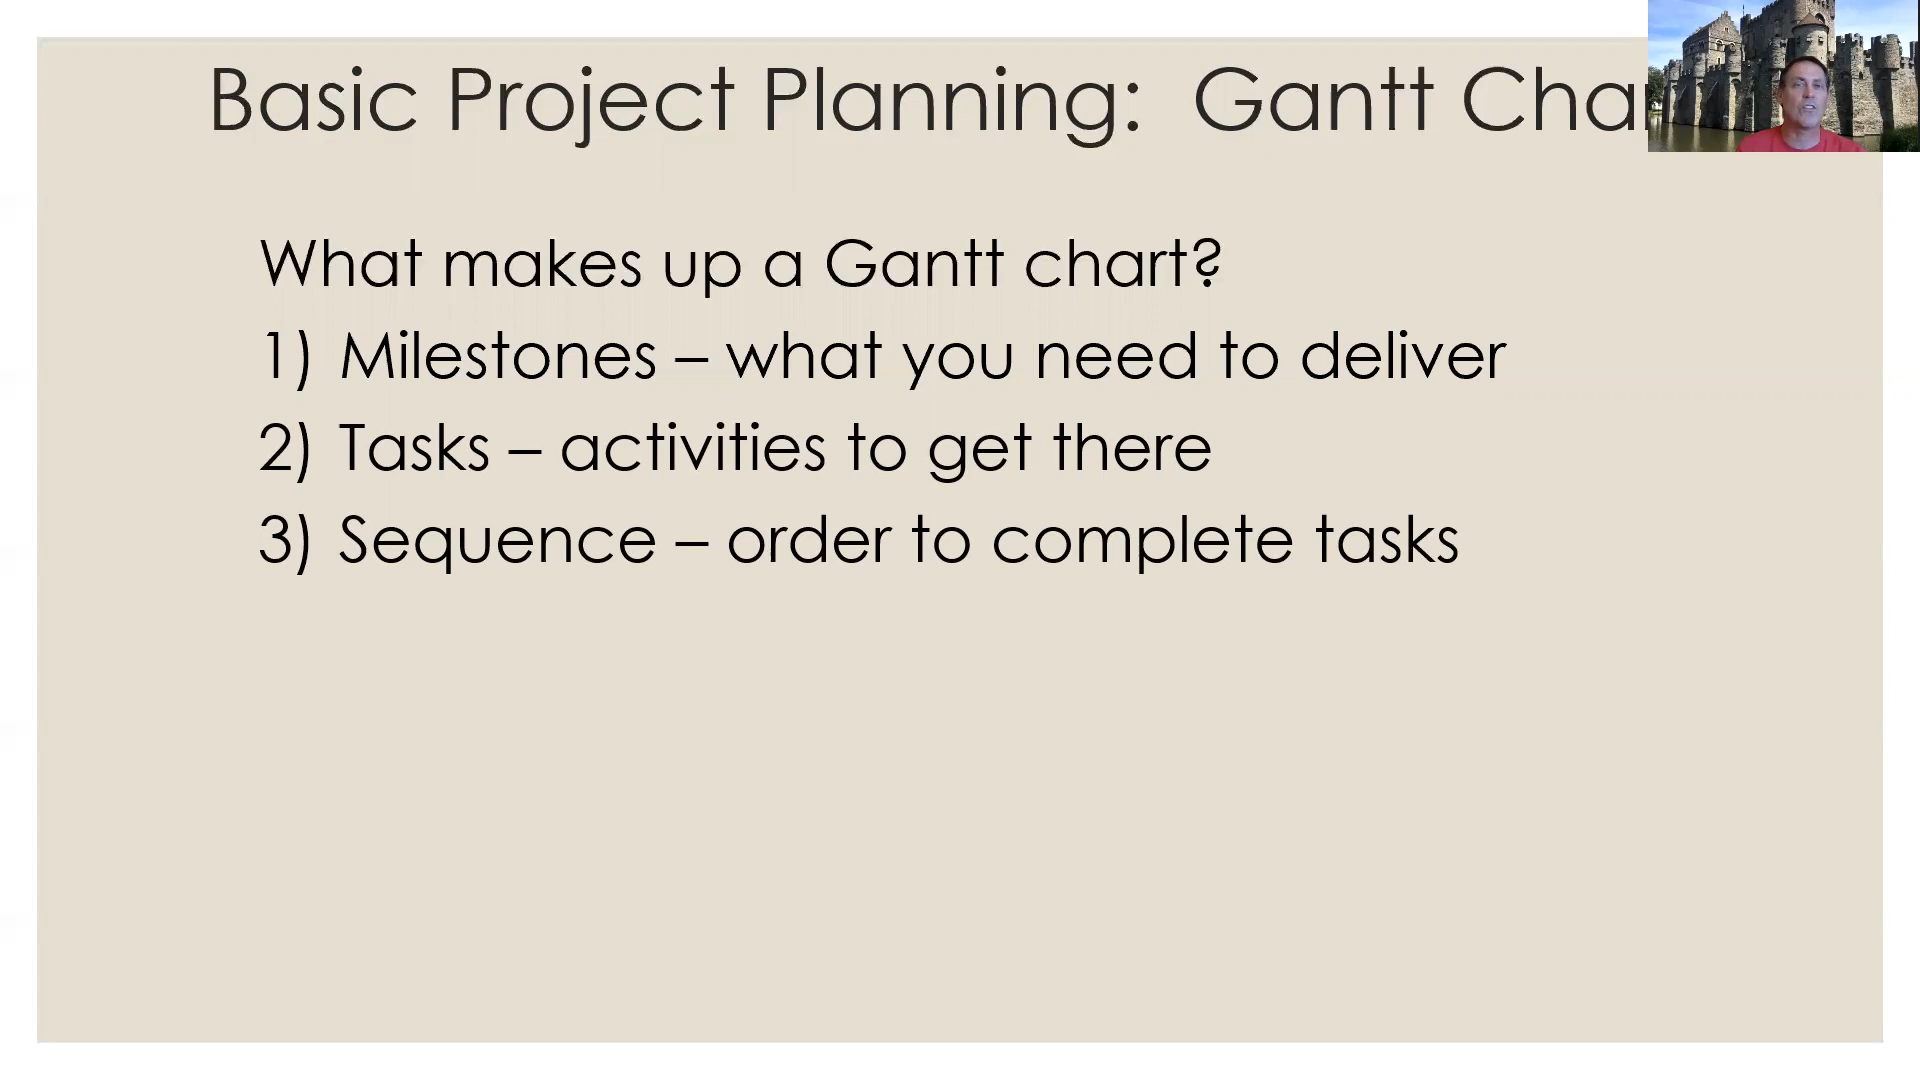 Basic Project Planning: Gantt
What makes up a Gantt chart?
1) Milestones – what you need to deliver
2) Tasks – activities to get there
3) Sequence – order to complete tasks